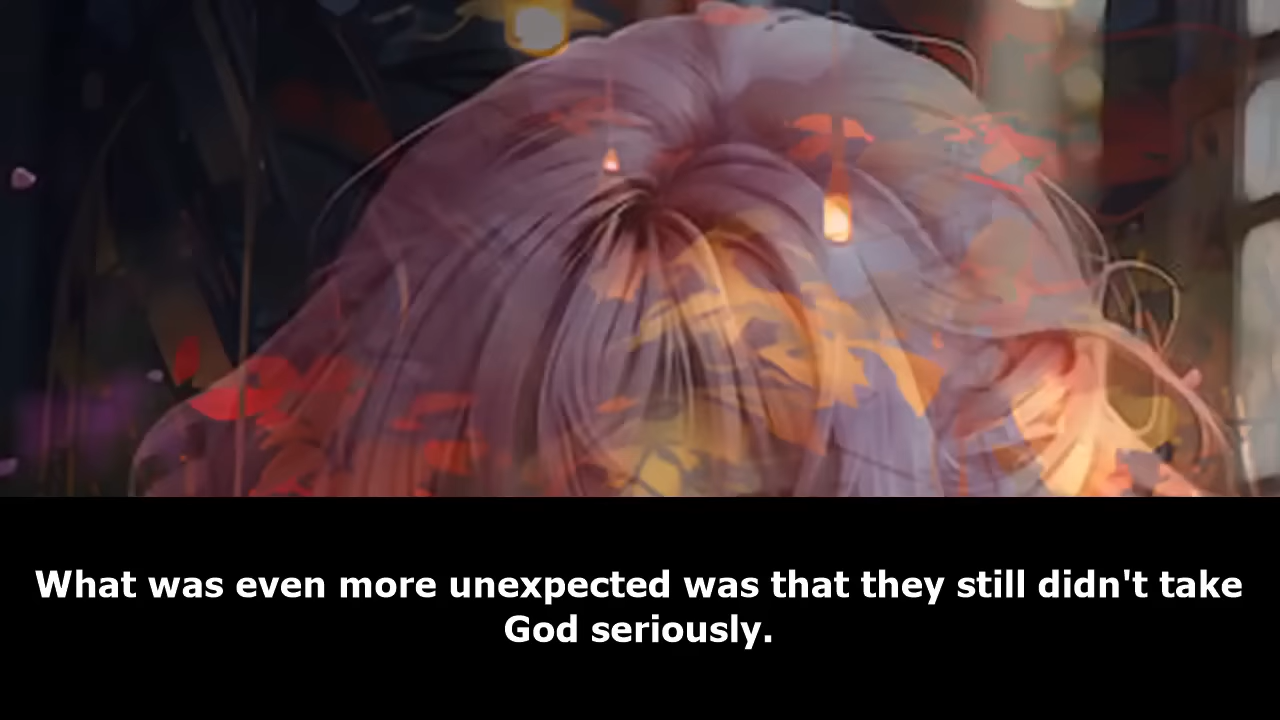 What was even more unexpected was that they still didn't take
God seriously.